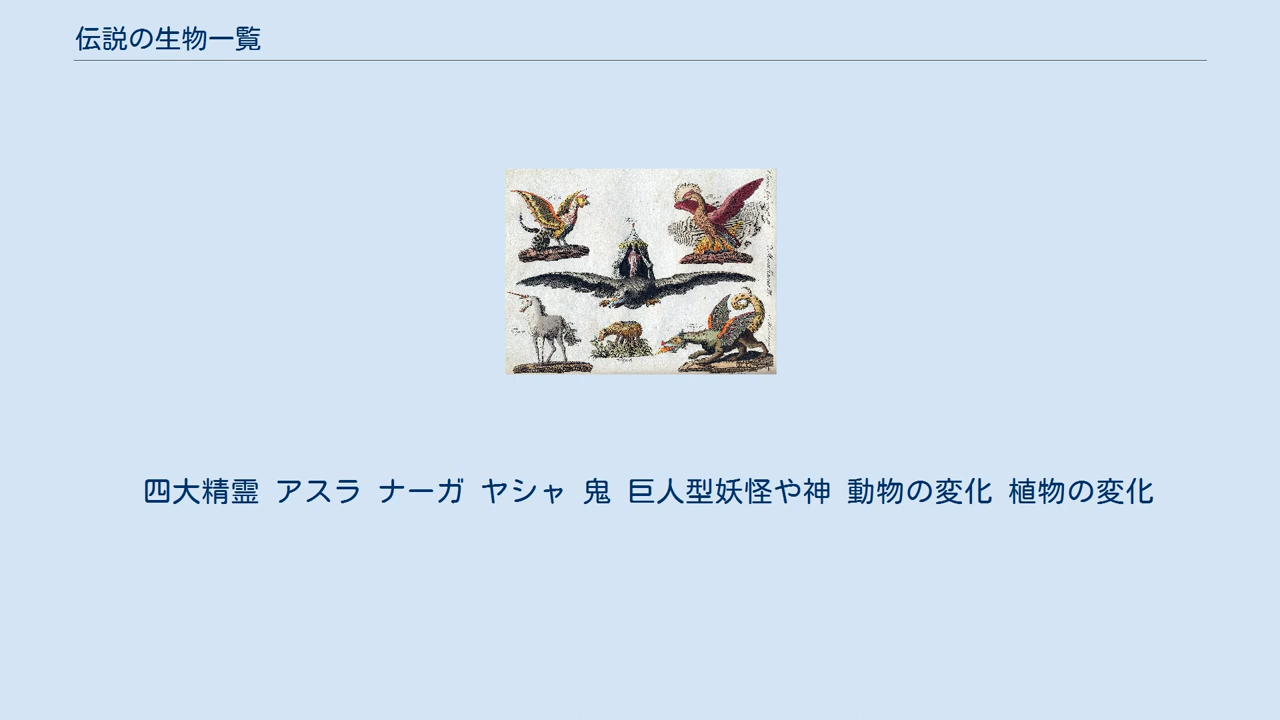 伝説の生物一覧
四大精霊 アスラ ナーガ ヤシャ 鬼 巨人型妖怪や神 動物の変化 植物の変化